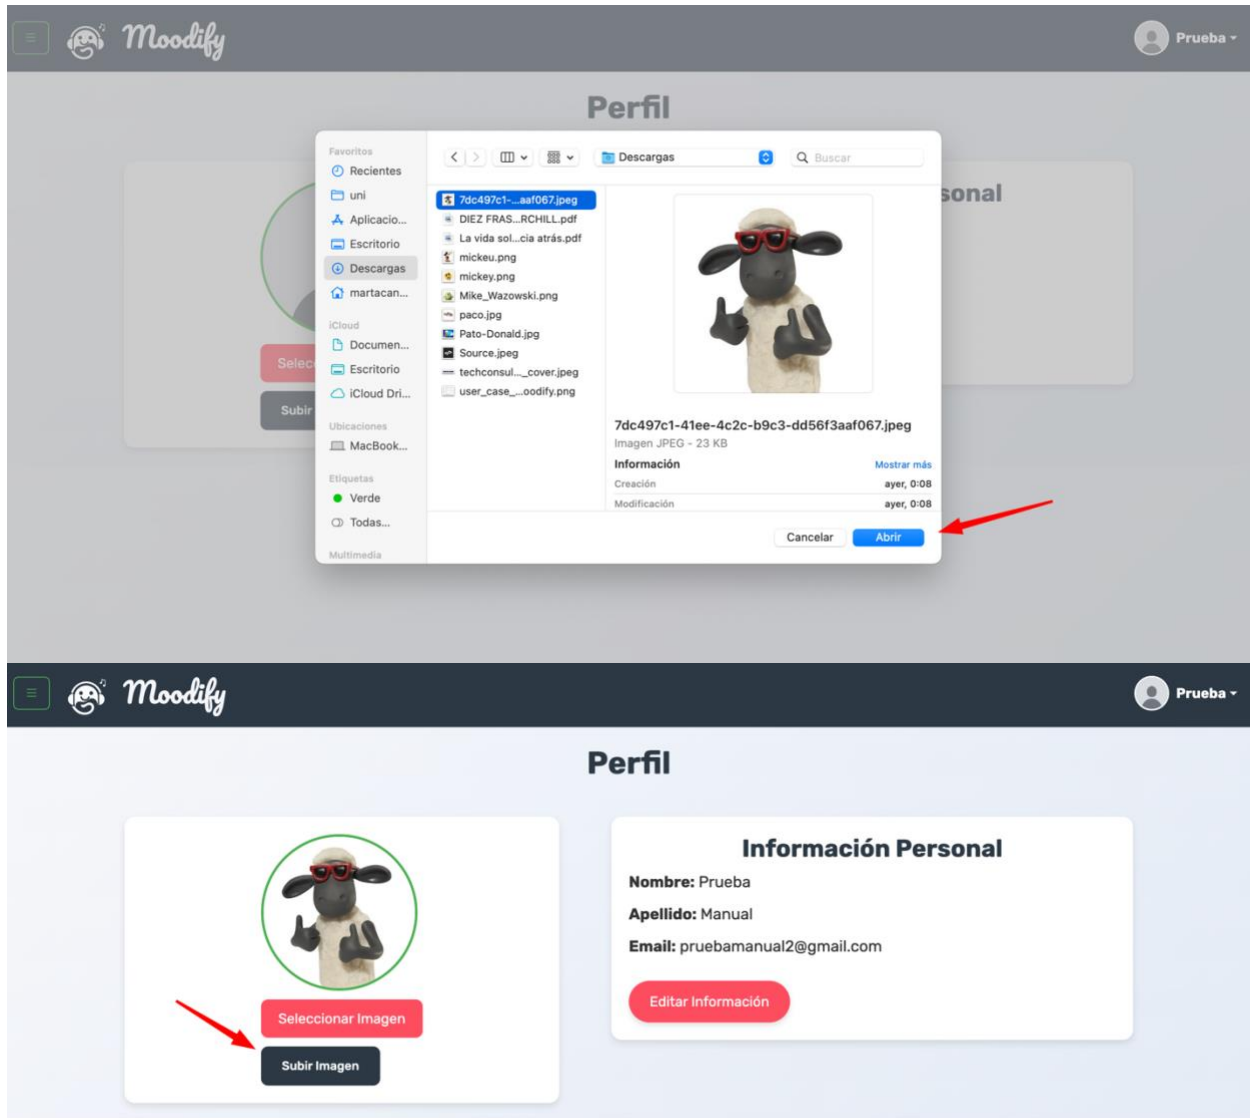 Moodify
Prueba
Perfil
Favoritos
Recientes
uni
Aplicacio...
Escritorio
Descargas
martacan...
iCloud
Documen...
Escritorio
iCloud Dri...
Ubicaciones
MacBook...
Etiquetas
Verde
Todas...
Multimedia
Descargas
Buscar
7dc497c1-...aaf067.jpeg
DIEZ FRAS...RCHILL.pdf
La vida sol...cia atrás.pdf
mickeu.png
mickey.png
Mike_Wazowski.png
paco.jpg
Pato-Donald.jpg
Source.jpeg
techconsul..._cover.jpeg
user_case_...oodify.png
7dc497c1-41ee-4c2c-b9c3-dd56f3aaf067.jpeg
Imagen JPEG - 23 KB
Información
Mostrar más
Creación
ayer, 0:08
Modificación
ayer, 0:08
Cancelar
Abrir
sonal
Selec
Subir
Moodify
Prueba
Perfil
Seleccionar Imagen
Subir Imagen
Información Personal
Nombre: Prueba
Apellido: Manual
Email: pruebamanual2@gmail.com
Editar Información